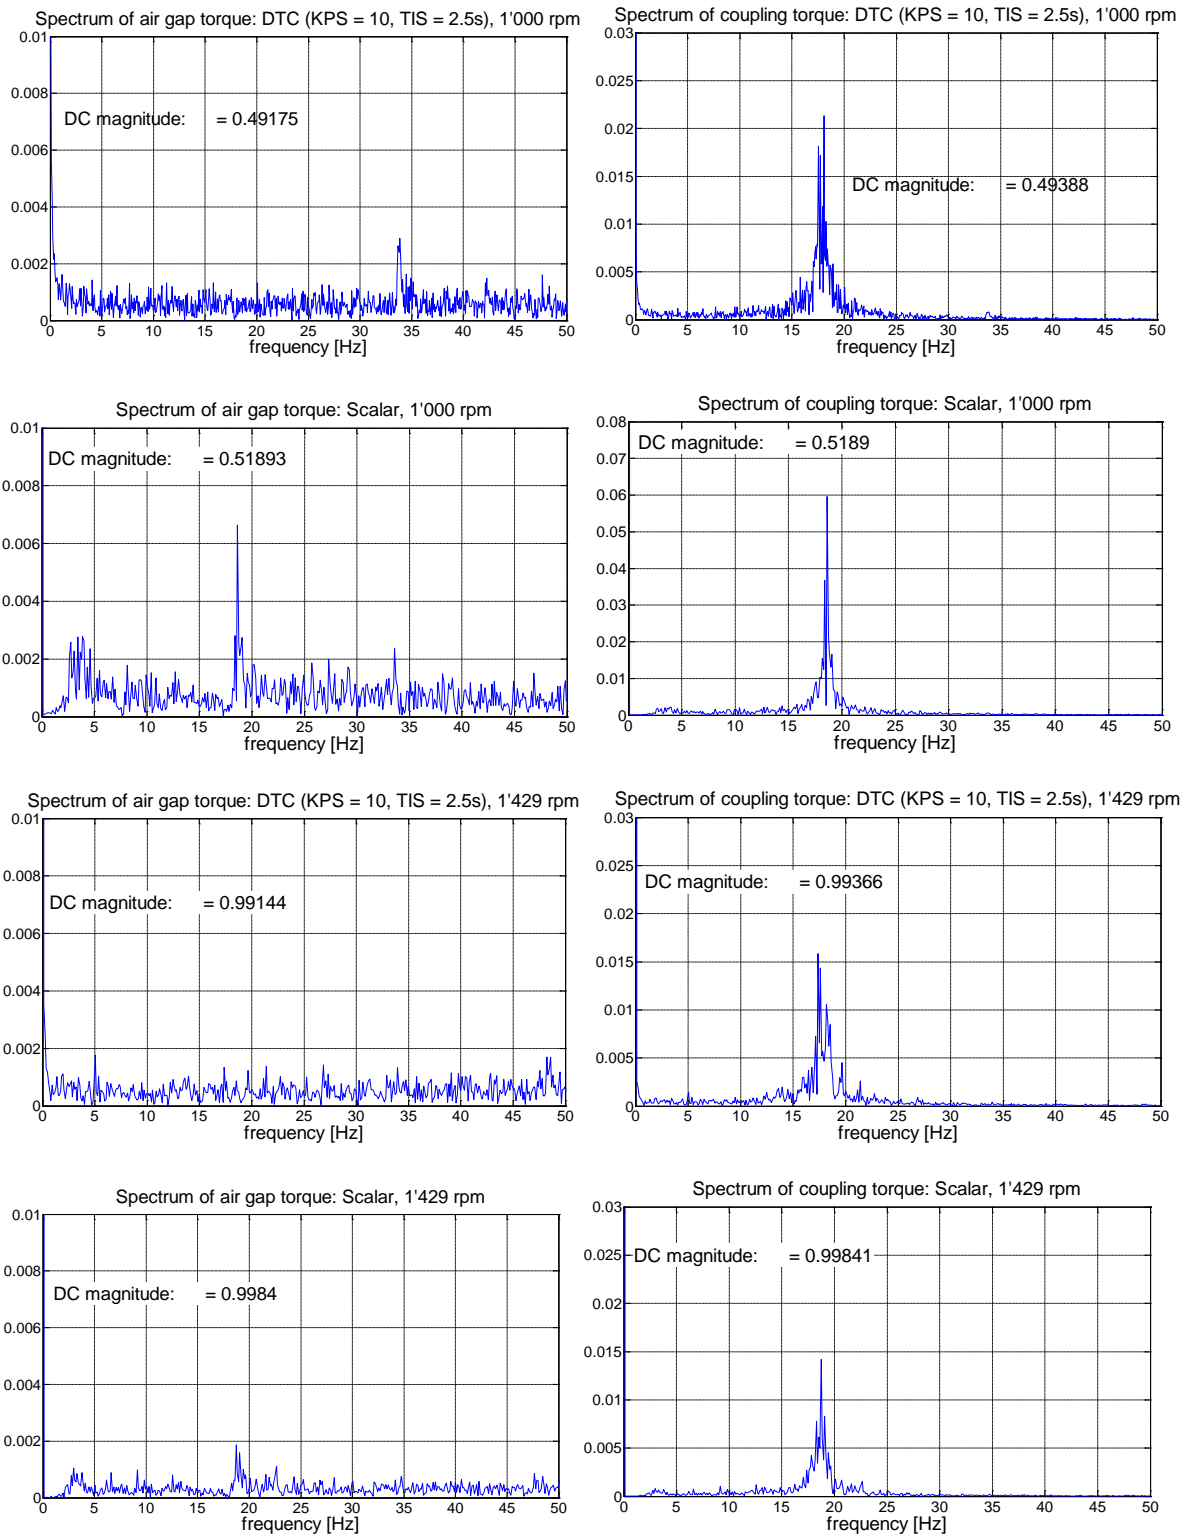 Spectrum of air gap torque: DTC (KPS = 10, TIS = 2.5s), 1'000 rpm
0.01
0.008
0.006
0.004
0.002
0
DC magnitude: = 0.49175
0 5 10 15 20 25 30 35 40 45 50
frequency [Hz]
Spectrum of coupling torque: DTC (KPS = 10, TIS = 2.5s), 1'000 rpm
0.03
0.025
0.02
0.015
0.01
0.005
0
DC magnitude: = 0.49388
0 5 10 15 20 25 30 35 40 45 50
frequency [Hz]
Spectrum of air gap torque: Scalar, 1'000 rpm
0.01
0.008
0.006
0.004
0.002
0
DC magnitude: = 0.51893
0 5 10 15 20 25 30 35 40 45 50
frequency [Hz]
Spectrum of coupling torque: Scalar, 1'000 rpm
0.08
0.07
0.06
0.05
0.04
0.03
0.02
0.01
0
DC magnitude: = 0.5189
0 5 10 15 20 25 30 35 40 45 50
frequency [Hz]
Spectrum of air gap torque: DTC (KPS = 10, TIS = 2.5s), 1'429 rpm
0.01
0.008
0.006
0.004
0.002
0
DC magnitude: = 0.99144
0 5 10 15 20 25 30 35 40 45 50
frequency [Hz]
Spectrum of coupling torque: DTC (KPS = 10, TIS = 2.5s), 1'429 rpm
0.03
0.025
0.02
0.015
0.01
0.005
0
DC magnitude: = 0.99366
0 5 10 15 20 25 30 35 40 45 50
frequency [Hz]
Spectrum of air gap torque: Scalar, 1'429 rpm
0.01
0.008
0.006
0.004
0.002
0
DC magnitude: = 0.9984
0 5 10 15 20 25 30 35 40 45 50
frequency [Hz]
Spectrum of coupling torque: Scalar, 1'429 rpm
0.03
0.025
0.02
0.015
0.01
0.005
0
DC magnitude: = 0.99841
5 10 15 20 25 30 35 40 45 50
frequency [Hz]